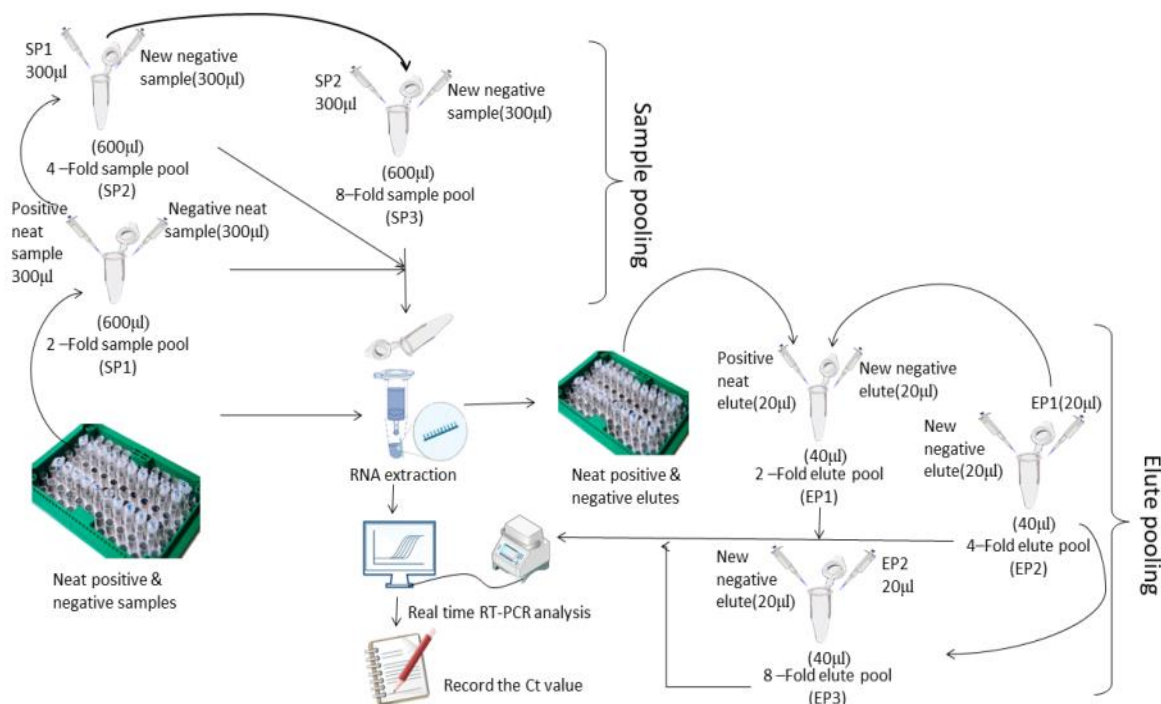 SP1
300µl
New negative
sample(300µl)
(600µl)
4 –Fold sample pool
(SP2)
SP2
300µl
New negative
sample(300µl)
(600µl)
8–Fold sample pool
(SP3)
Sample pooling
Positive
neat
sample
300µl
Negative neat
sample(300µl)
(600µl)
2 –Fold sample pool
(SP1)
Neat positive &
negative samples
RNA extraction
Neat positive &
negative elutes
Positive
neat
elute(20µl)
New negative
elute(20µl)
(40µl)
2 –Fold elute pool
(EP1)
EP1(20µl)
New
negative
elute(20µl)
(40µl)
4–Fold elute pool
(EP2)
New
negative
elute(20µl)
EP2
20µl
(40µl)
8 –Fold elute pool
(EP3)
Elute pooling
Real time RT-PCR analysis
Record the Ct value